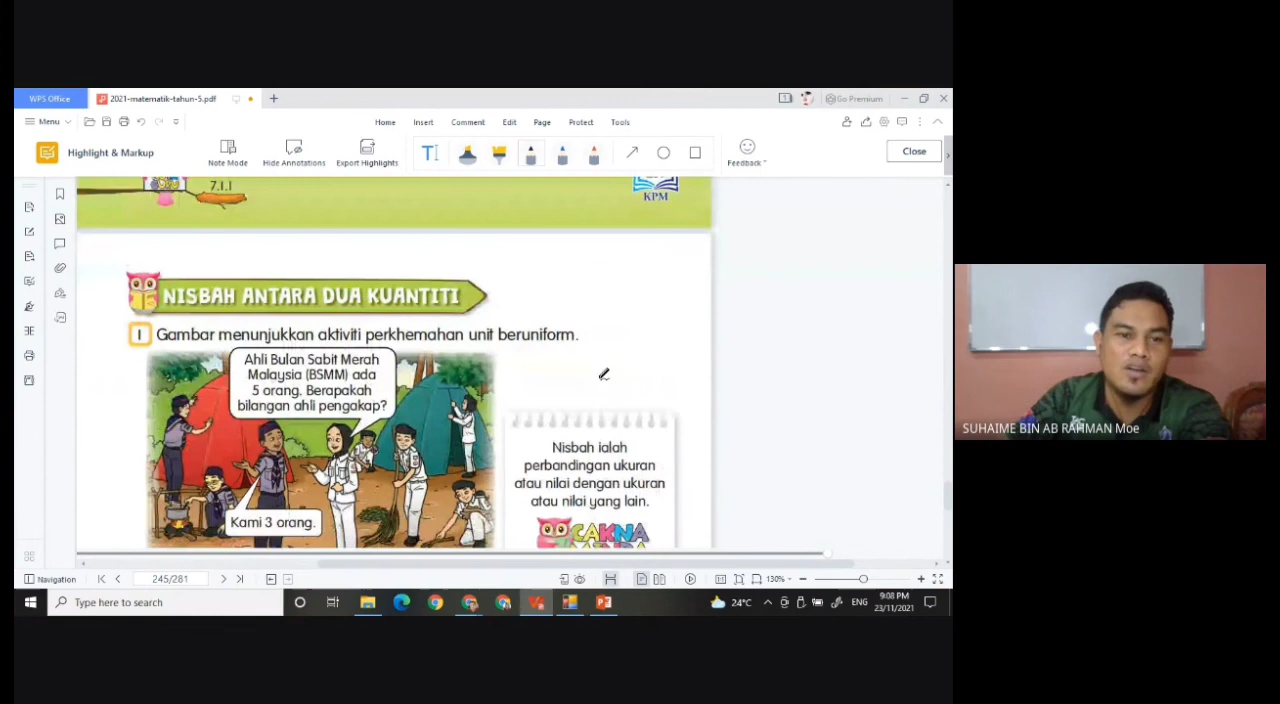 WPS Office
2021-matematik-tahun-5.pdf
Go Premium
Menu
Home
Insert
Comment
Edit
Page
Protect
Tools
Highlight & Markup
Note Mode
Hide Annotations
Export Highlights
Feedback
Close
7.1.1
KPM
NISBAH ANTARA DUA KUANTITI
1 Gambar menunjukkan aktiviti perkhemahan unit beruniform.
Ahli Bulan Sabit Merah
Malaysia (BSMM) ada
5 orang. Berapakah
bilangan ahli pengakap?
Kami 3 orang.
Nisbah ialah
perbandingan ukuran
atau nilai dengan ukuran
atau nilai yang lain.
CAKNA
SUHAIME BIN AB RAHMAN Moe
Navigation
245/281
130%
Type here to search
24°C
ENG
9:08 PM
23/11/2021